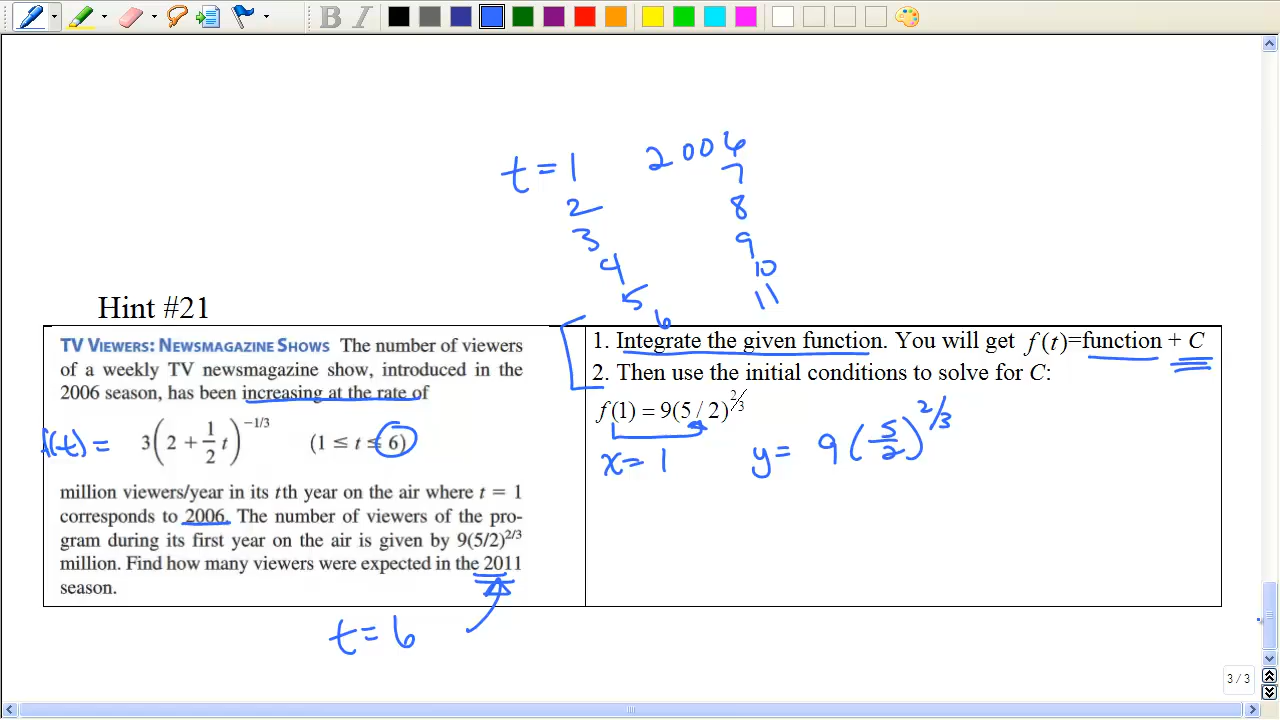 B I
t = 1 2006
2 7
3 8
4 9
5 10
6 11
Hint #21
TV VIEWERS: NEWSMAGAZINE SHOWS The number of viewers
of a weekly TV newsmagazine show, introduced in the
2006 season, has been increasing at the rate of
f(t) = 3(2 + 1/2 t)^−1/3 (1 ≤ t ≤ 6)
million viewers/year in its tth year on the air where t = 1
corresponds to 2006. The number of viewers of the pro-
gram during its first year on the air is given by 9(5/2)^2/3
million. Find how many viewers were expected in the 2011
season.
t = 6
1. Integrate the given function. You will get f(t)=function + C
2. Then use the initial conditions to solve for C:
f(1) = 9(5/2)^2/3
x = 1 y = 9(5/2)^2/3
3 / 3